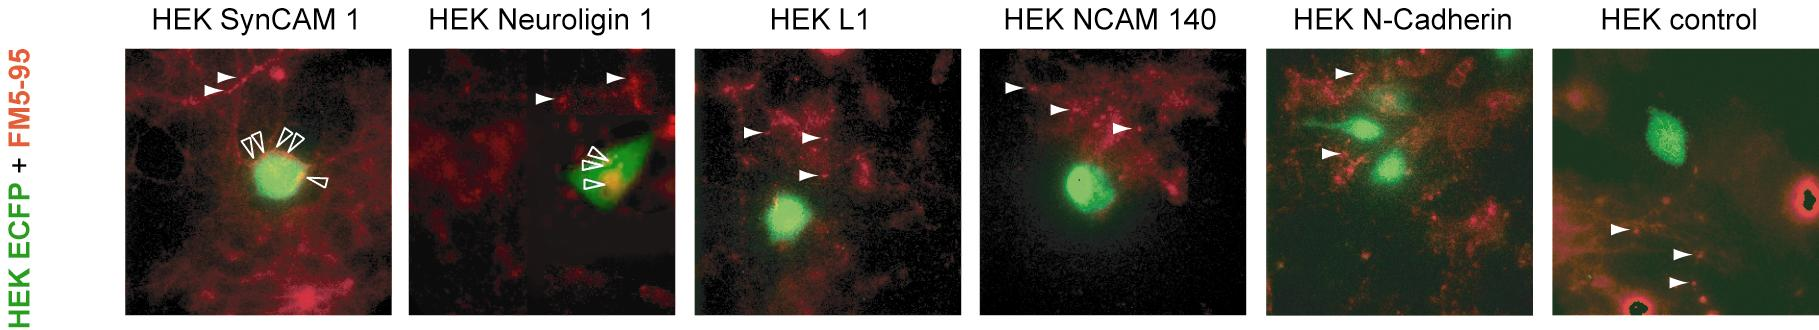 HEK SynCAM 1
HEK Neuroligin 1
HEK L1
HEK NCAM 140
HEK N-Cadherin
HEK control
HEK ECFP + FM5-95